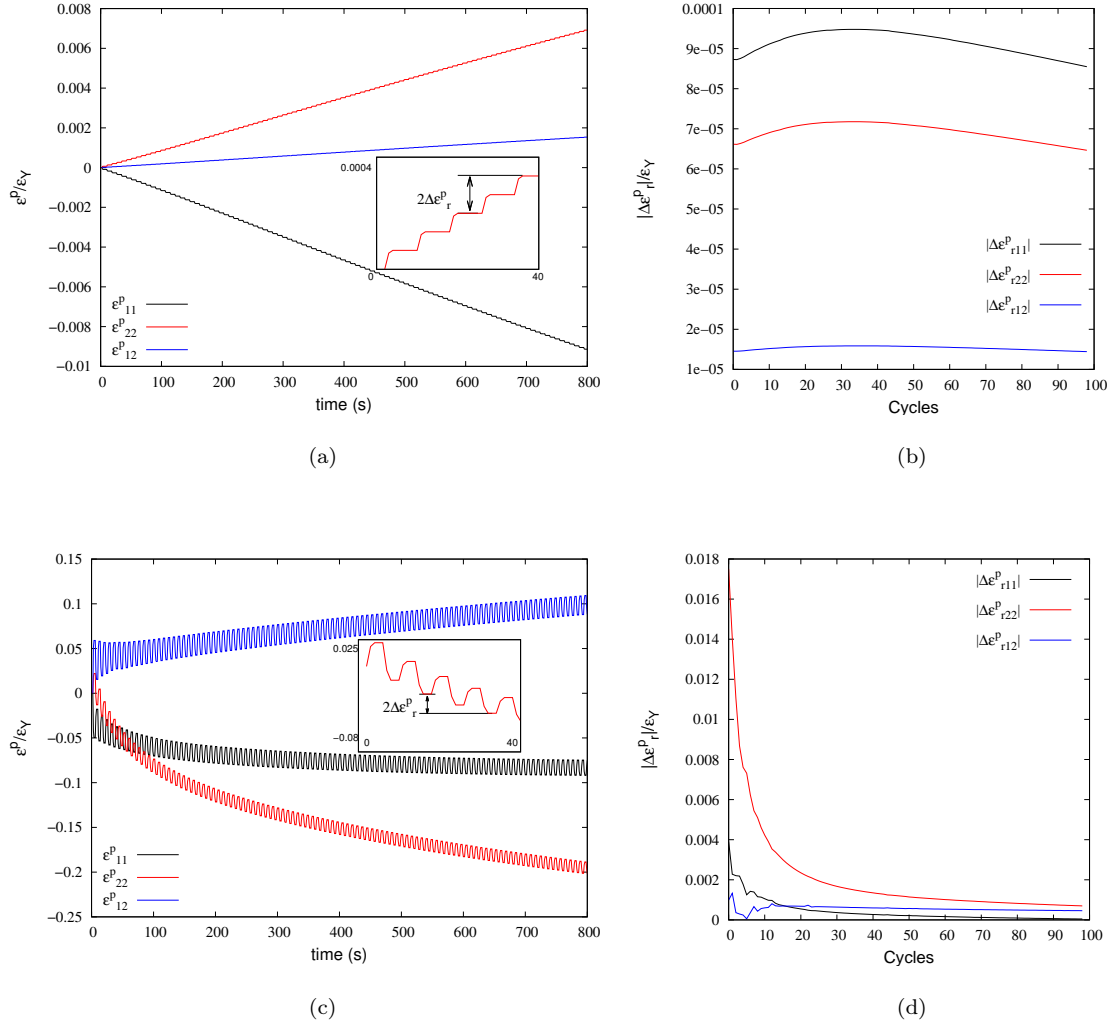 0.008
0.006
0.004
0.002
0
−0.002
−0.004
−0.006
−0.008
−0.01
ε^p/ε_Y
0 100 200 300 400 500 600 700 800
time (s)
ε^p_11
ε^p_22
ε^p_12
0.0004
2Δε^p_r
0
40
(a)
0.0001
9e−05
8e−05
7e−05
6e−05
5e−05
4e−05
3e−05
2e−05
1e−05
|Δε^p_r|/ε_Y
|Δε^p_r11|
|Δε^p_r22|
|Δε^p_r12|
0 10 20 30 40 50 60 70 80 90 100
Cycles
(b)
0.15
0.1
0.05
0
−0.05
−0.1
−0.15
−0.2
−0.25
ε^p/ε_Y
0.025
2Δε^p_r
−0.08
0
40
ε^p_11
ε^p_22
ε^p_12
0 100 200 300 400 500 600 700 800
time (s)
(c)
0.018
0.016
0.014
0.012
0.01
0.008
0.006
0.004
0.002
0
|Δε^p_r|/ε_Y
|Δε^p_r11|
|Δε^p_r22|
|Δε^p_r12|
0 10 20 30 40 50 60 70 80 90 100
Cycles
(d)